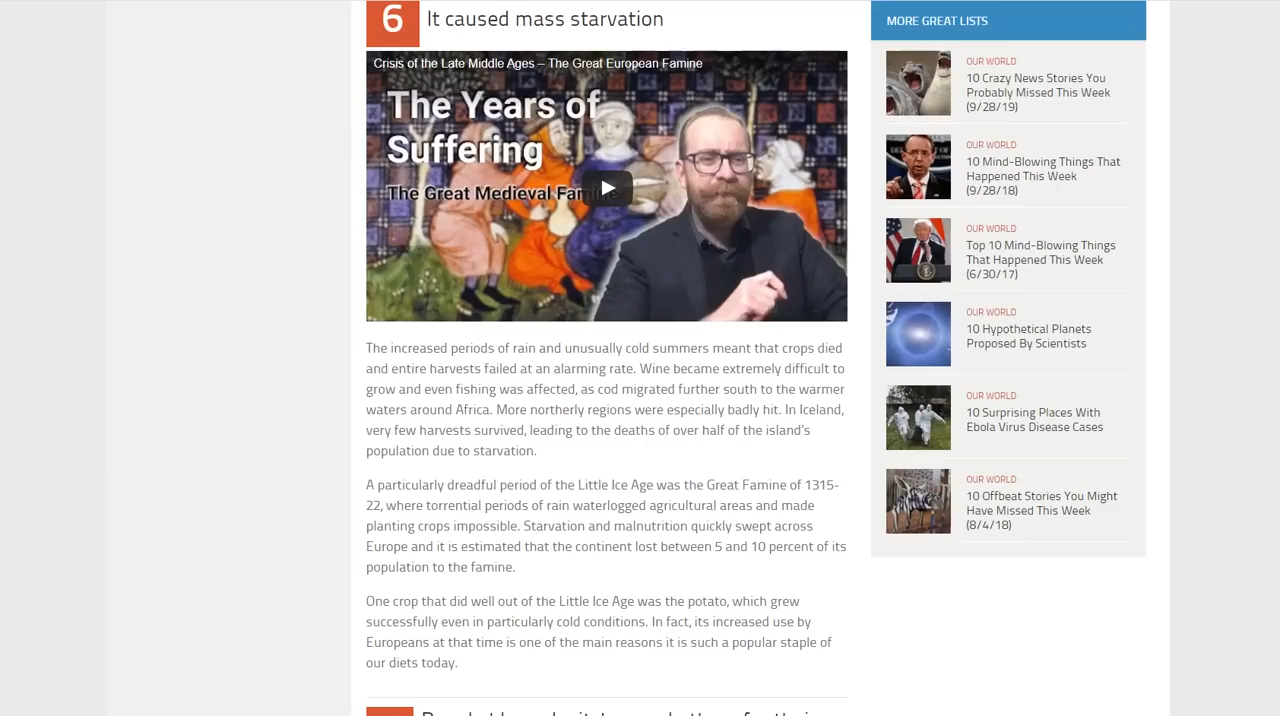 6 It caused mass starvation
Crisis of the Late Middle Ages – The Great European Famine
The Years of
Suffering
The Great Medieval Famine
The increased periods of rain and unusually cold summers meant that crops died
and entire harvests failed at an alarming rate. Wine became extremely difficult to
grow and even fishing was affected, as cod migrated further south to the warmer
waters around Africa. More northerly regions were especially badly hit. In Iceland,
very few harvests survived, leading to the deaths of over half of the island's
population due to starvation.
A particularly dreadful period of the Little Ice Age was the Great Famine of 1315-
22, where torrential periods of rain waterlogged agricultural areas and made
planting crops impossible. Starvation and malnutrition quickly swept across
Europe and it is estimated that the continent lost between 5 and 10 percent of its
population to the famine.
One crop that did well out of the Little Ice Age was the potato, which grew
successfully even in particularly cold conditions. In fact, its increased use by
Europeans at that time is one of the main reasons it is such a popular staple of
our diets today.
MORE GREAT LISTS
OUR WORLD
10 Crazy News Stories You
Probably Missed This Week
(9/28/19)
OUR WORLD
10 Mind-Blowing Things That
Happened This Week
(9/28/18)
OUR WORLD
Top 10 Mind-Blowing Things
That Happened This Week
(6/30/17)
OUR WORLD
10 Hypothetical Planets
Proposed By Scientists
OUR WORLD
10 Surprising Places With
Ebola Virus Disease Cases
OUR WORLD
10 Offbeat Stories You Might
Have Missed This Week
(8/4/18)